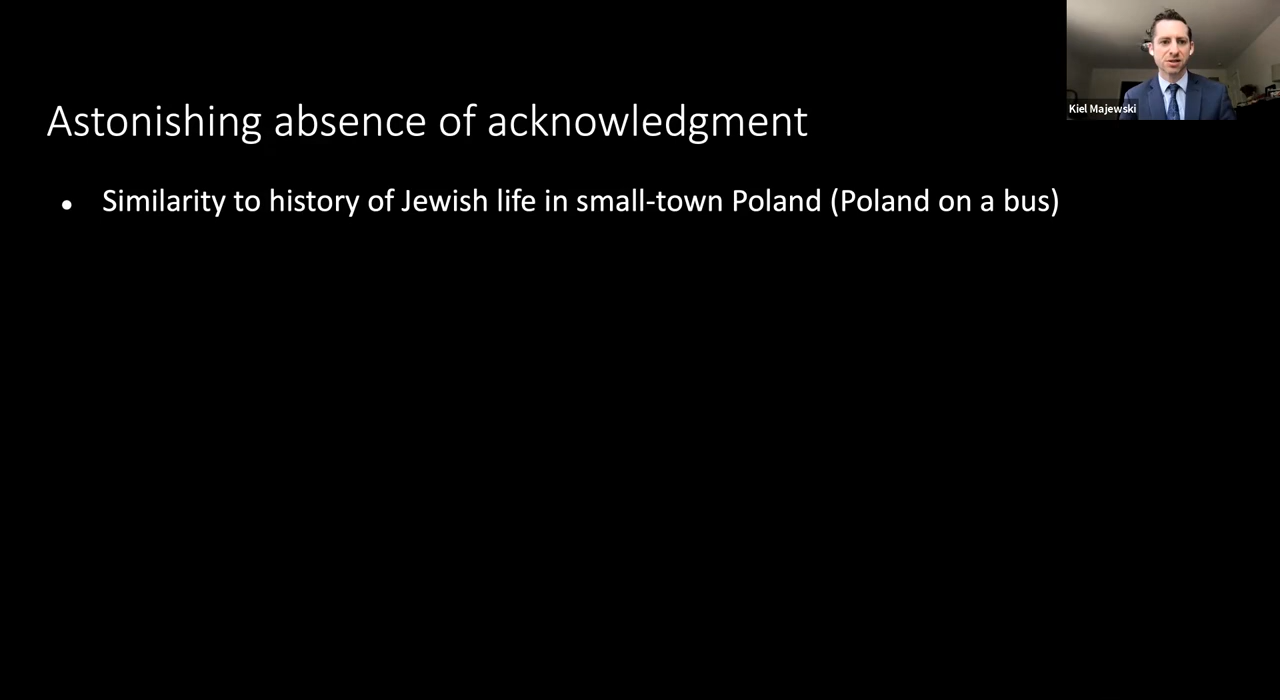 Kiel Majewski
Astonishing absence of acknowledgment
● Similarity to history of Jewish life in small-town Poland (Poland on a bus)